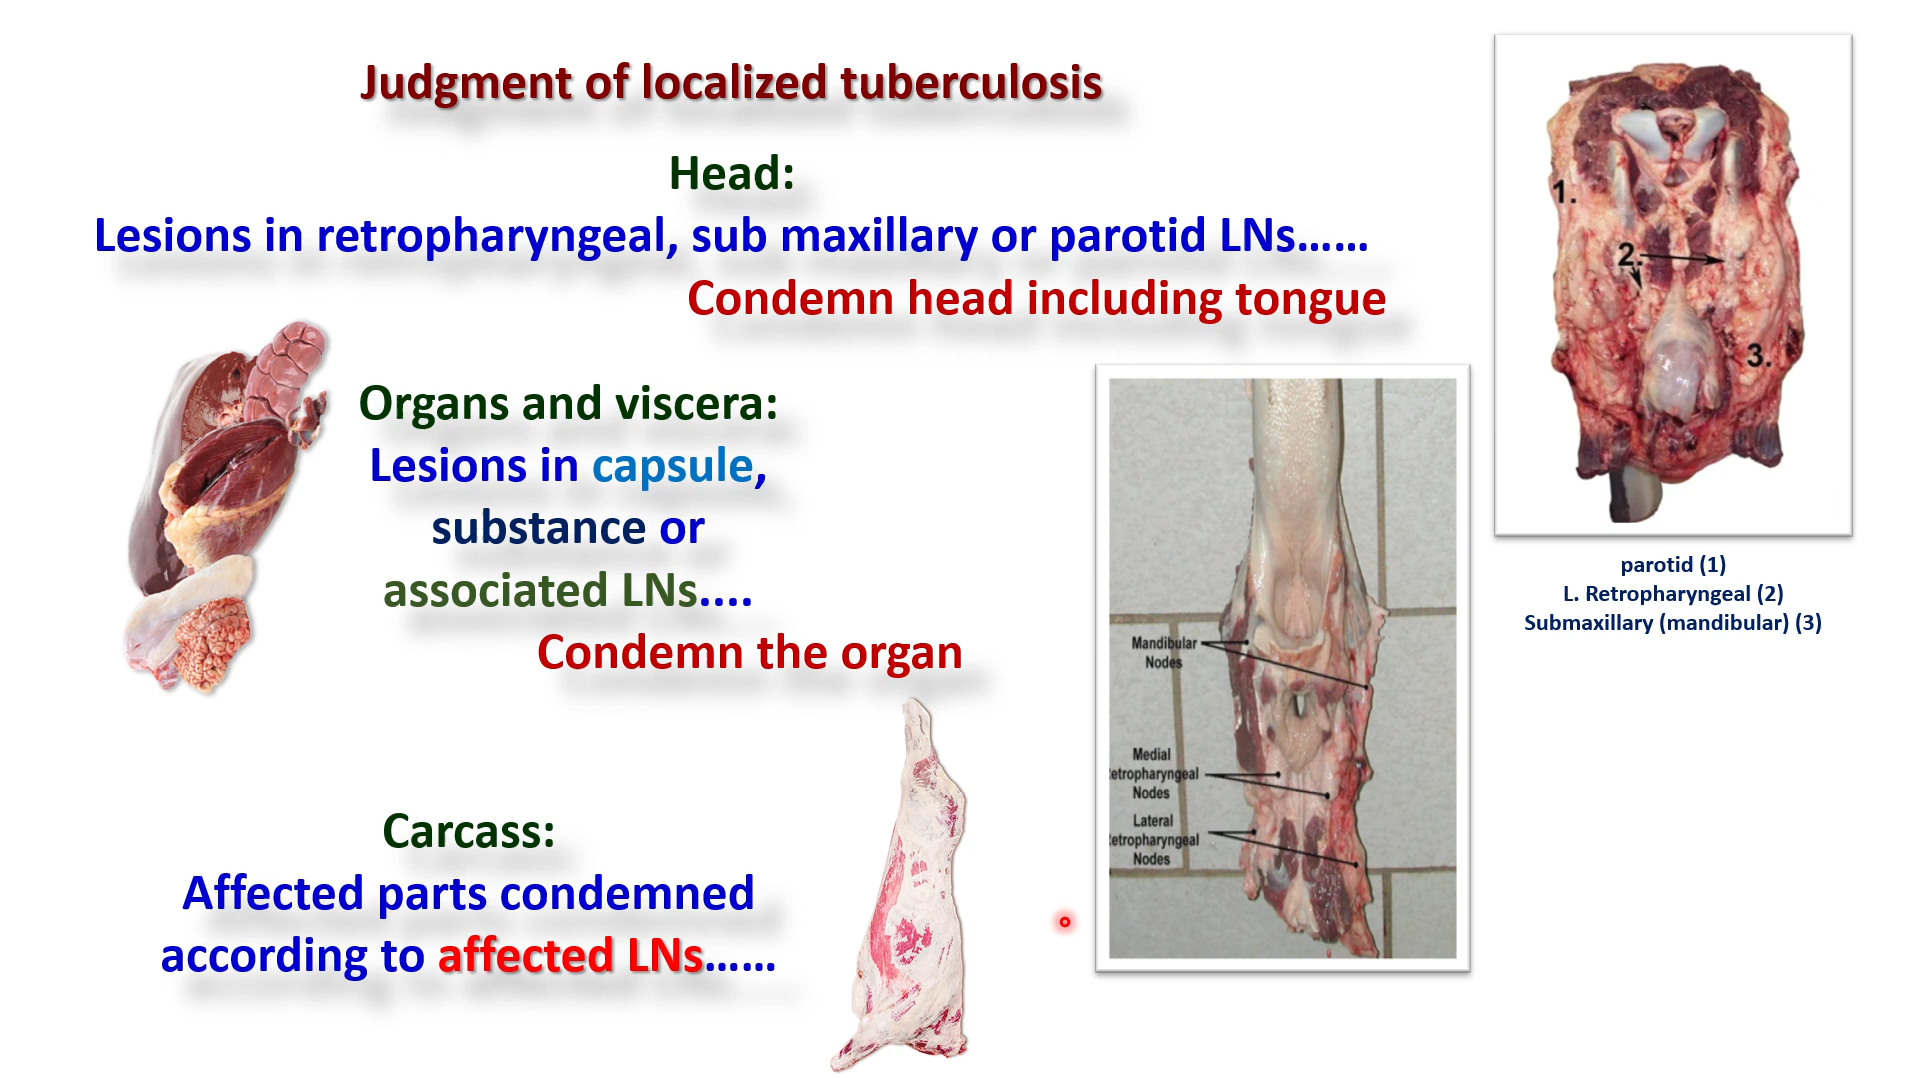 Judgment of localized tuberculosis
Head:
Lesions in retropharyngeal, sub maxillary or parotid LNs......
Condemn head including tongue
Organs and viscera:
Lesions in capsule,
substance or
associated LNs....
Condemn the organ
Carcass:
Affected parts condemned
according to affected LNs......
1.
2.
3.
parotid (1)
L. Retropharyngeal (2)
Submaxillary (mandibular) (3)
Mandibular
Nodes
Medial
etropharyngeal
Nodes
Lateral
etropharyngeal
Nodes